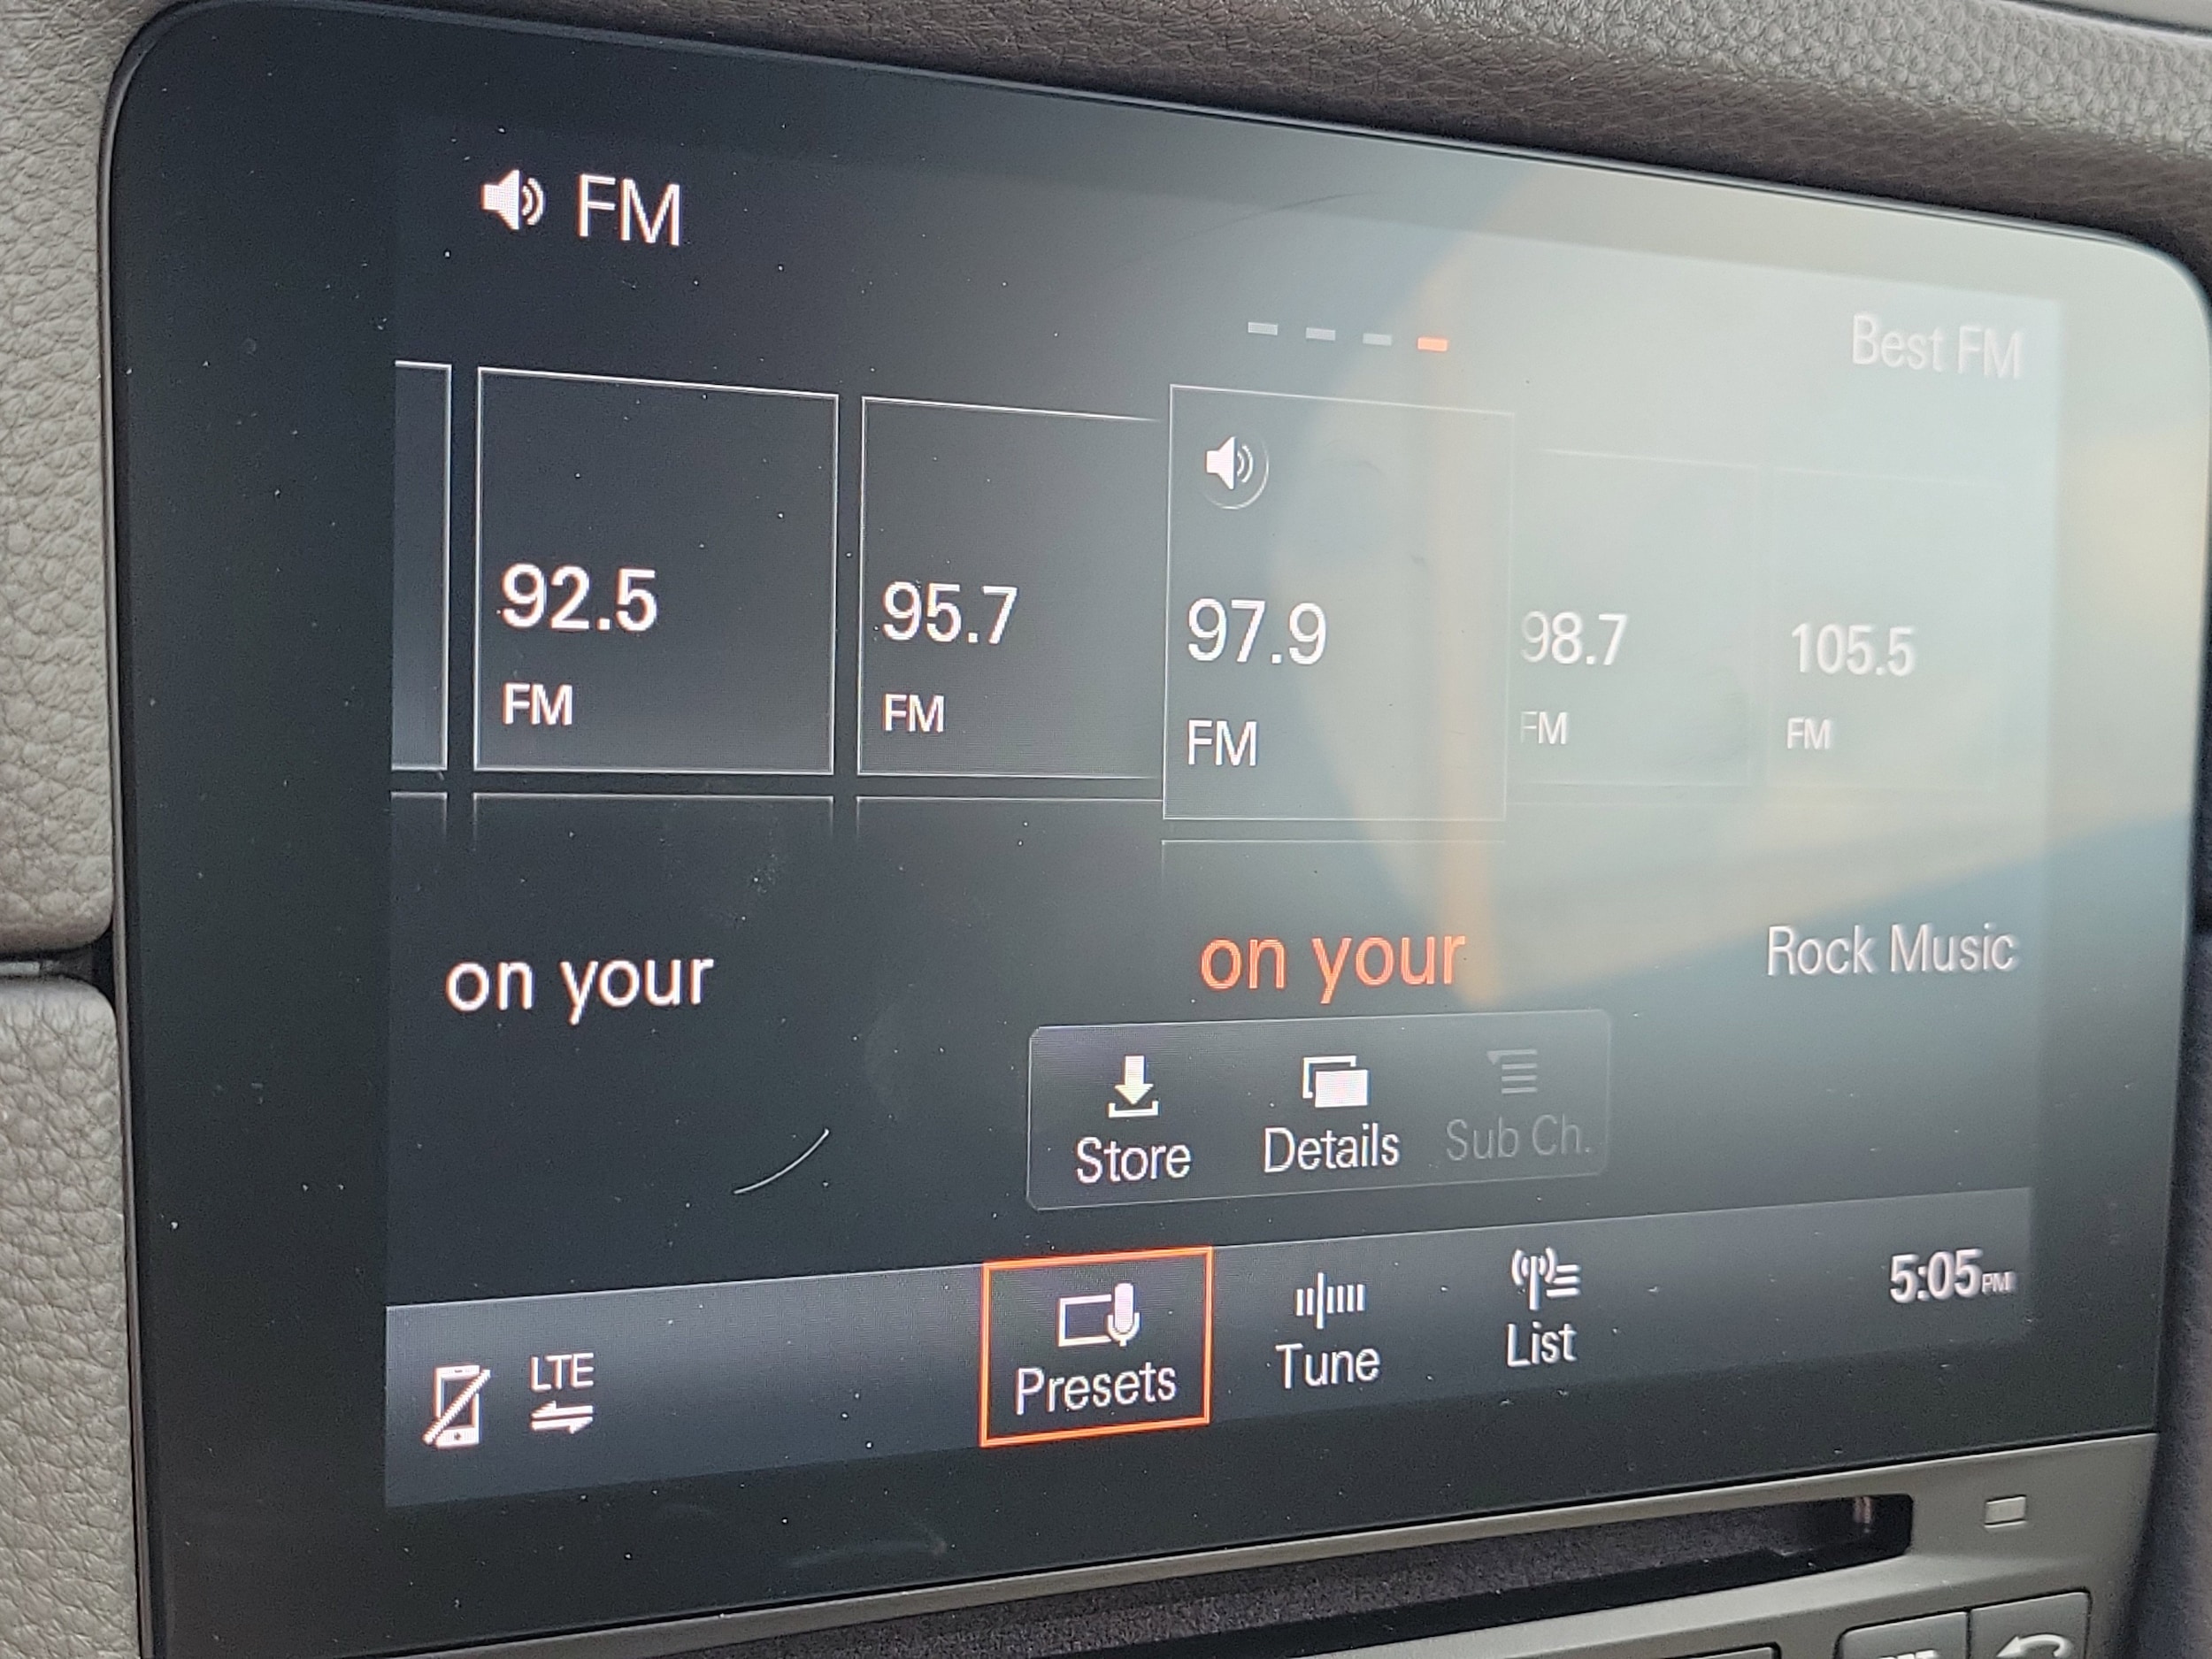 FM
Best FM
92.5
FM
95.7
FM
97.9
FM
98.7
FM
105.5
FM
on your
on your
Rock Music
Store
Details
Sub Ch.
LTE
Presets
Tune
List
5:05PM